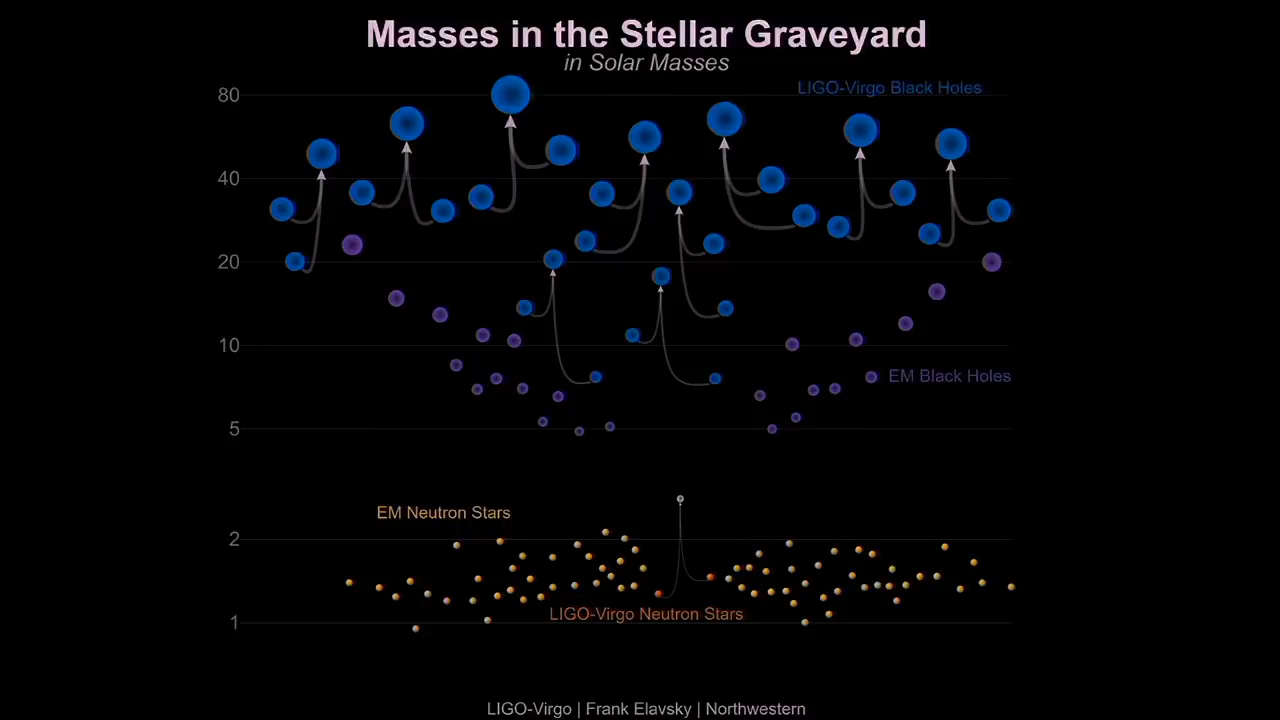 Masses in the Stellar Graveyard
in Solar Masses
LIGO-Virgo Black Holes
80
40
20
10
EM Black Holes
5
EM Neutron Stars
?
2
LIGO-Virgo Neutron Stars
1
LIGO-Virgo | Frank Elavsky | Northwestern